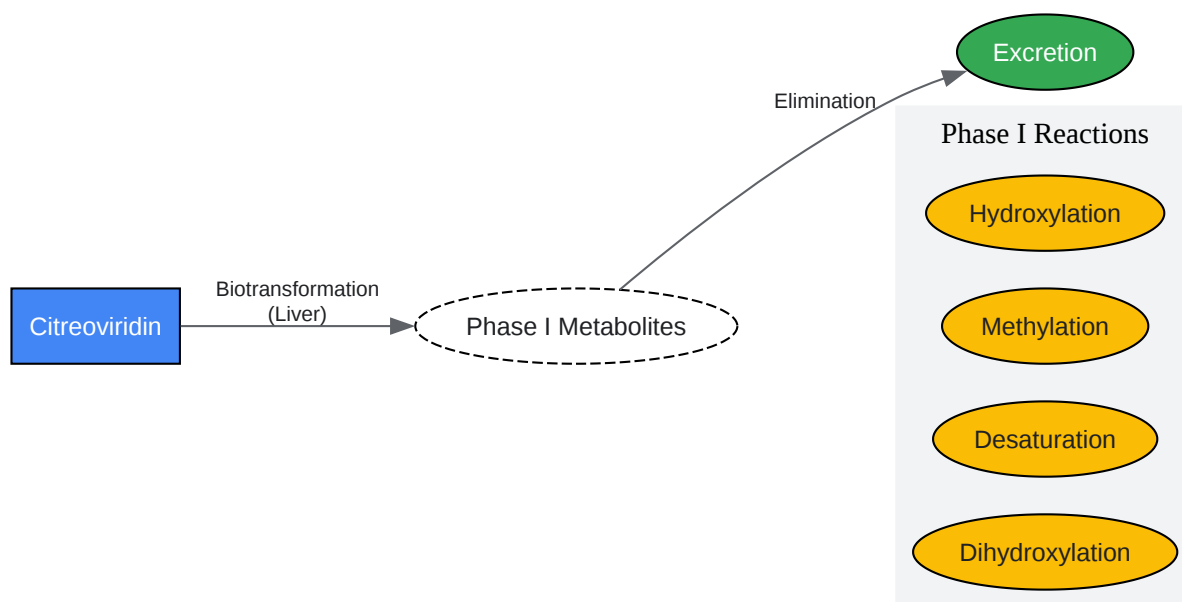 Excretion
Elimination
Phase I Reactions
Hydroxylation
Biotransformation
(Liver)
Citreoviridin
Phase I Metabolites
Methylation
Desaturation
Dihydroxylation